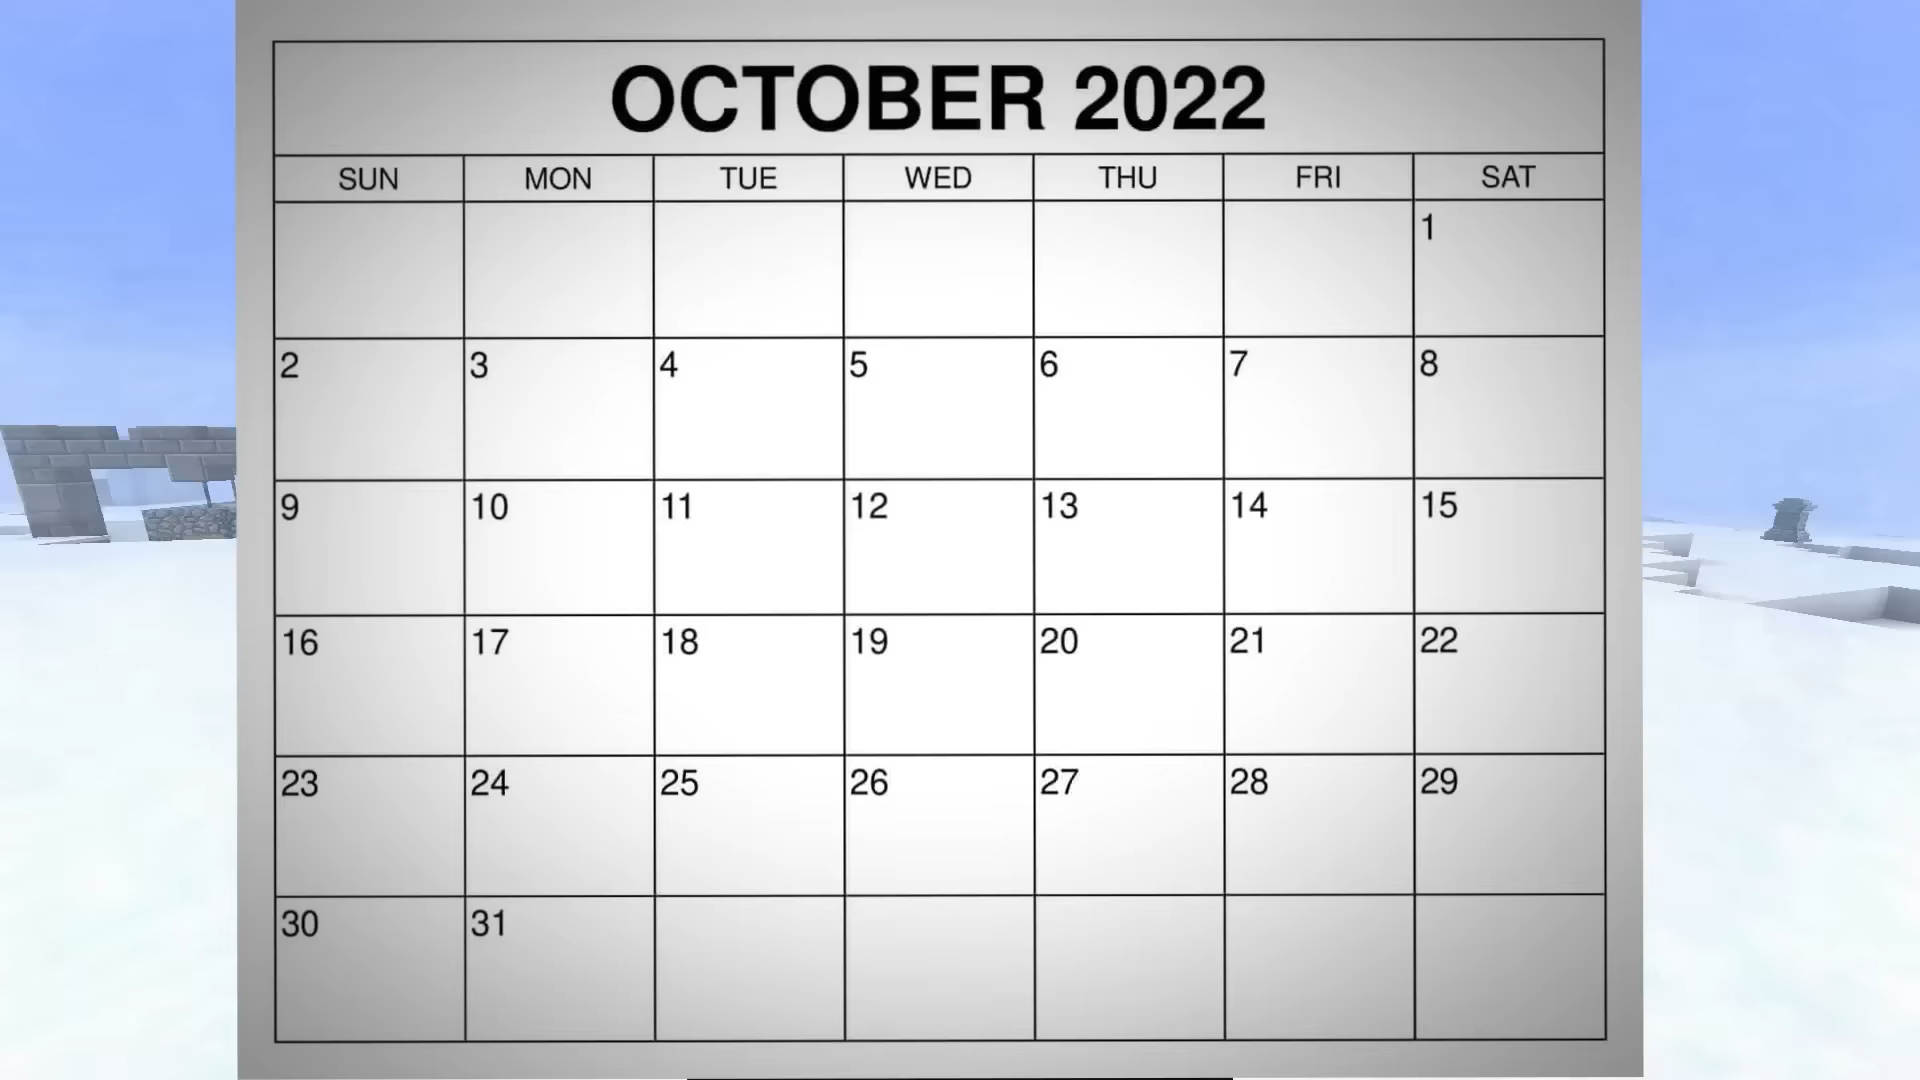 OCTOBER 2022
SUN MON TUE WED THU FRI SAT
1
2 3 4 5 6 7 8
9 10 11 12 13 14 15
16 17 18 19 20 21 22
23 24 25 26 27 28 29
30 31